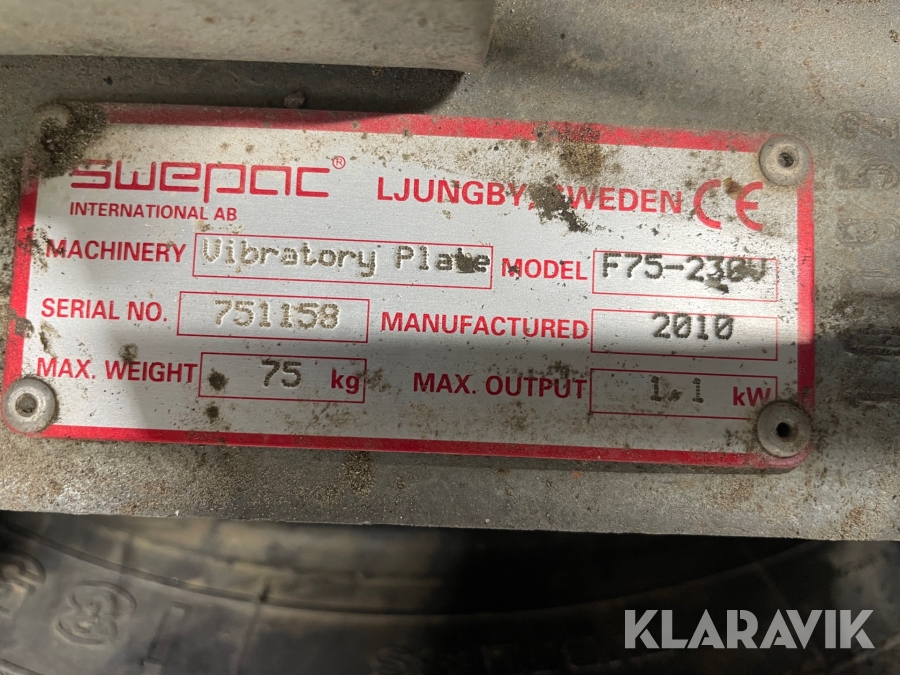 swepac® LJUNGBY, SWEDEN CE
INTERNATIONAL AB
MACHINERY Vibratory Plate MODEL F75-230V
SERIAL NO. 751158 MANUFACTURED 2010
MAX. WEIGHT 75 kg MAX. OUTPUT 1.1 kW
KLARAVIK